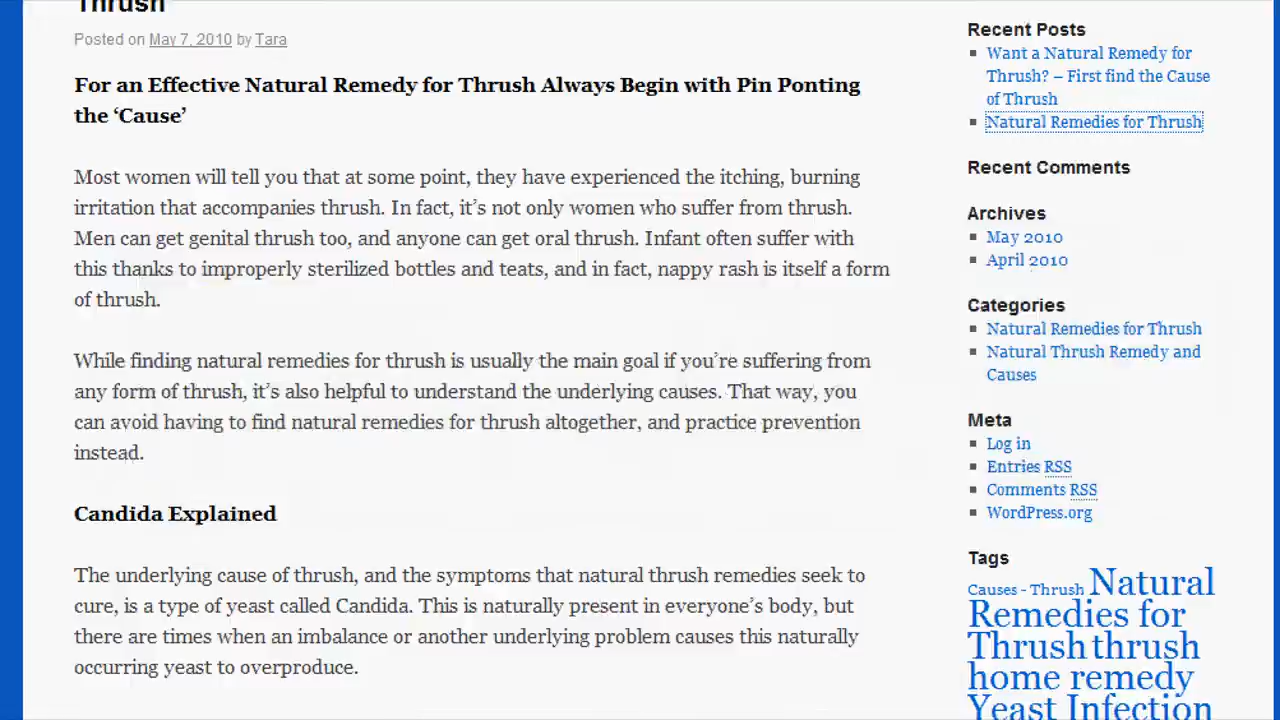 Thrush
Posted on May 7, 2010 by Tara
For an Effective Natural Remedy for Thrush Always Begin with Pin Ponting
the ‘Cause’
Most women will tell you that at some point, they have experienced the itching, burning
irritation that accompanies thrush. In fact, it’s not only women who suffer from thrush.
Men can get genital thrush too, and anyone can get oral thrush. Infant often suffer with
this thanks to improperly sterilized bottles and teats, and in fact, nappy rash is itself a form
of thrush.
While finding natural remedies for thrush is usually the main goal if you’re suffering from
any form of thrush, it’s also helpful to understand the underlying causes. That way, you
can avoid having to find natural remedies for thrush altogether, and practice prevention
instead.
Candida Explained
The underlying cause of thrush, and the symptoms that natural thrush remedies seek to
cure, is a type of yeast called Candida. This is naturally present in everyone’s body, but
there are times when an imbalance or another underlying problem causes this naturally
occurring yeast to overproduce.
Recent Posts
Want a Natural Remedy for
Thrush? – First find the Cause
of Thrush
Natural Remedies for Thrush
Recent Comments
Archives
May 2010
April 2010
Categories
Natural Remedies for Thrush
Natural Thrush Remedy and
Causes
Meta
Log in
Entries RSS
Comments RSS
WordPress.org
Tags
Causes - Thrush Natural
Remedies for
Thrush thrush
home remedy
Yeast Infection